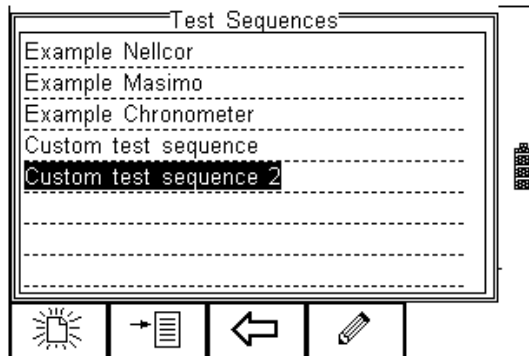 Test Sequences
Example Nellcor
Example Masimo
Example Chronometer
Custom test sequence
Custom test sequence 2